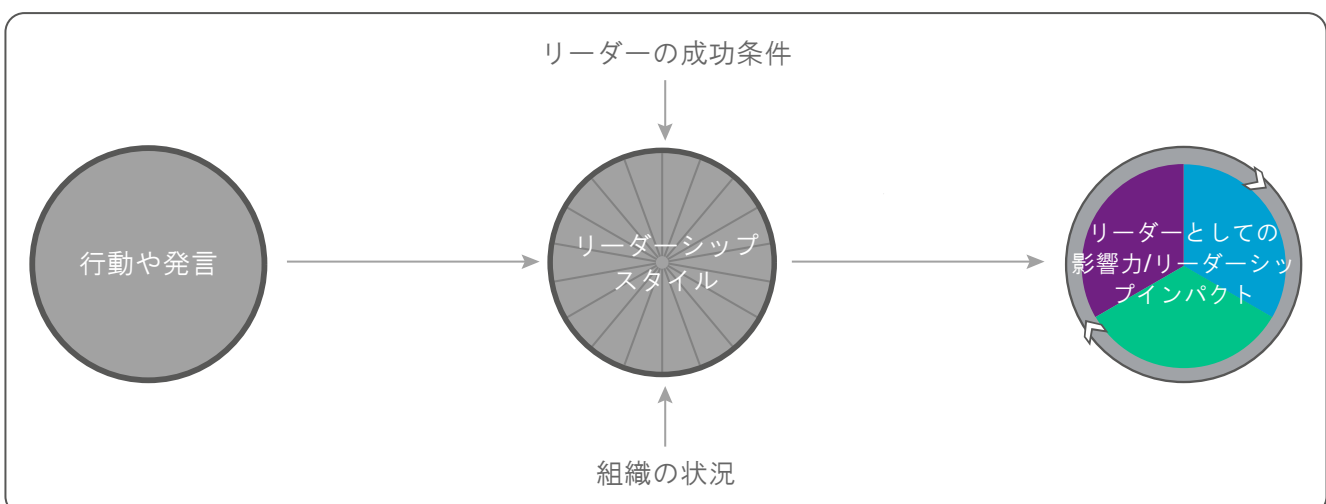 リーダーの成功条件
行動や発言
リーダーシップ
スタイル
リーダーとしての
影響力/リーダーシッ
プインパクト
組織の状況